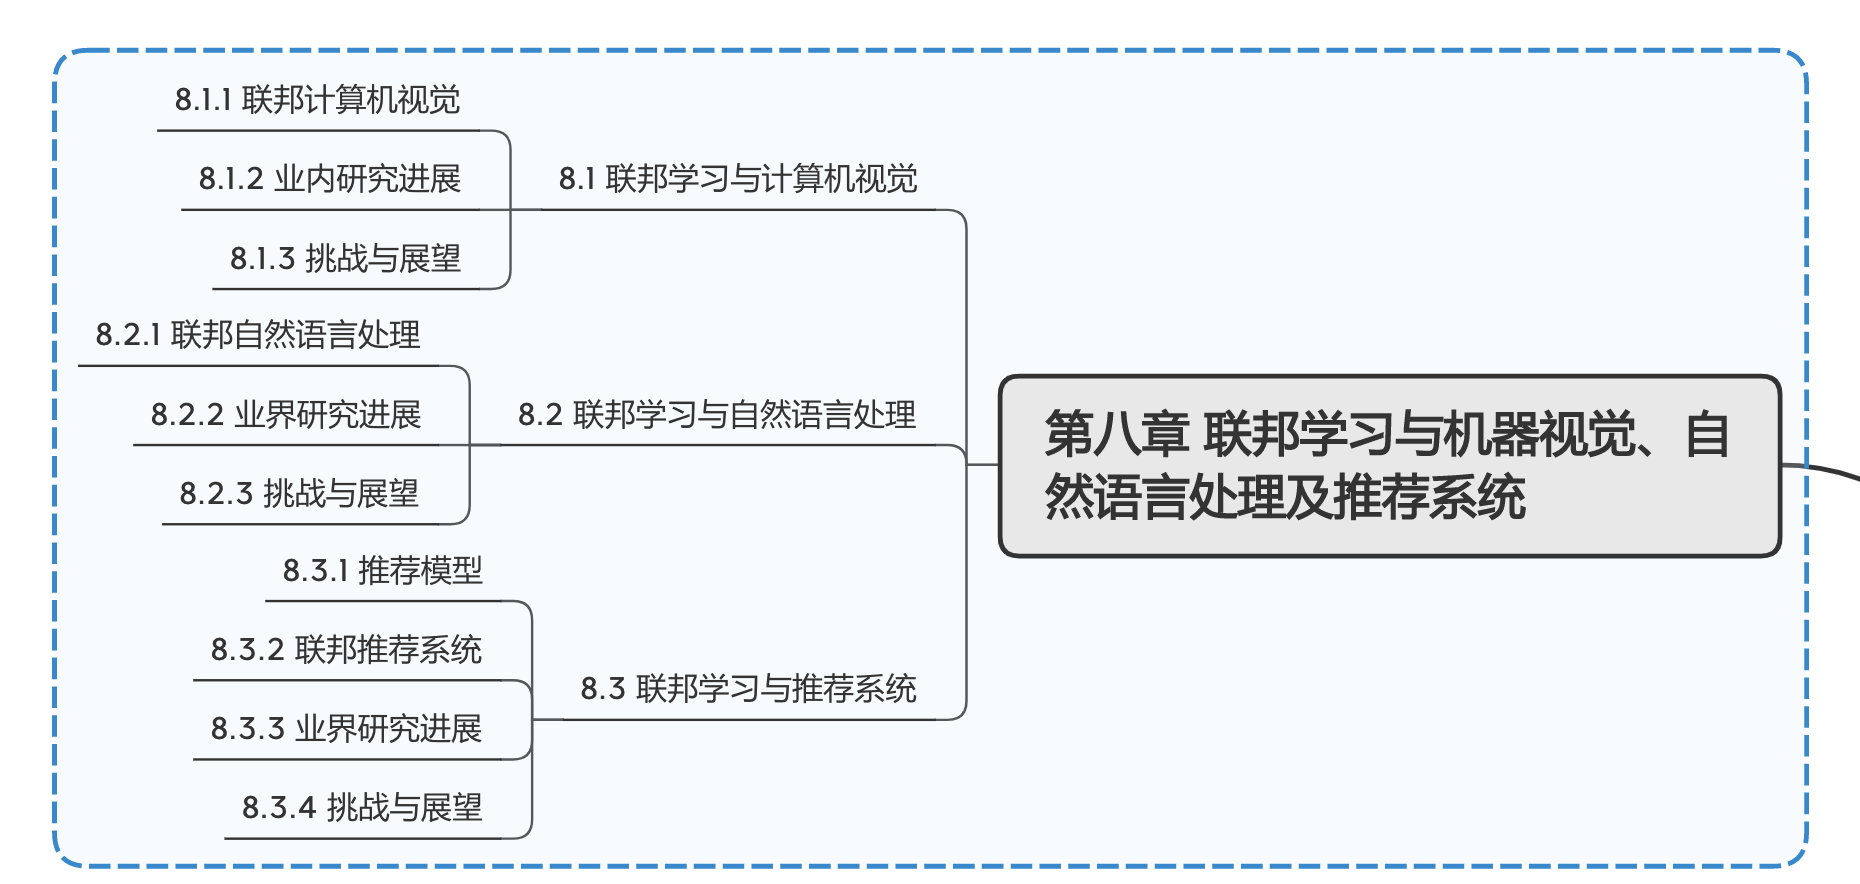 8.1.1 联邦计算机视觉
8.1.2 业内研究进展
8.1.3 挑战与展望
8.1 联邦学习与计算机视觉
8.2.1 联邦自然语言处理
8.2.2 业界研究进展
8.2.3 挑战与展望
8.2 联邦学习与自然语言处理
8.3.1 推荐模型
8.3.2 联邦推荐系统
8.3.3 业界研究进展
8.3.4 挑战与展望
8.3 联邦学习与推荐系统
第八章 联邦学习与机器视觉、自
然语言处理及推荐系统